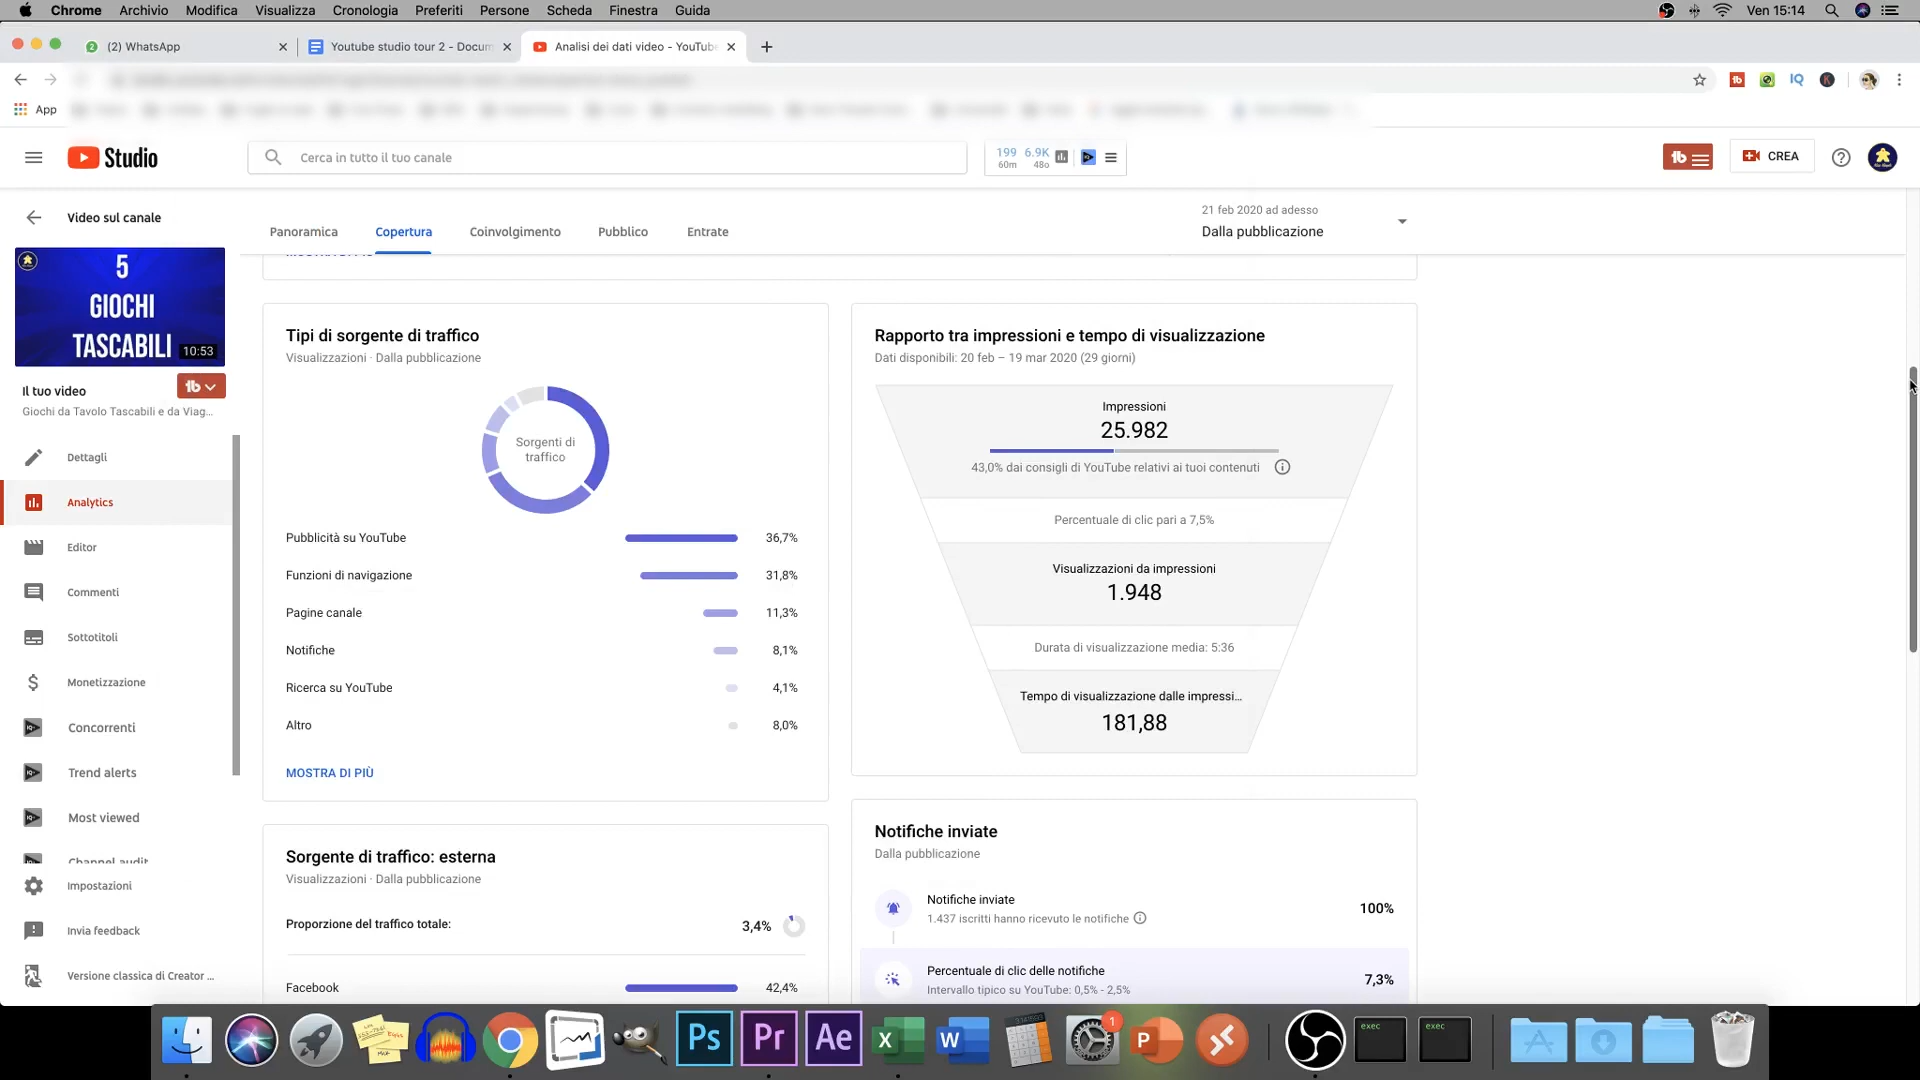 Chrome Archivio Modifica Visualizza Cronologia Preferiti Persone Scheda Finestra Guida Ven 15:14
(2) WhatsApp Youtube studio tour 2 - Docum Analisi dei dati video - YouTube
App
Studio Cerca in tutto il tuo canale 199 60m 6.9K 48o CREA
Video sul canale
Panoramica Copertura Coinvolgimento Pubblico Entrate
21 feb 2020 ad adesso
Dalla pubblicazione
5
GIOCHI
TASCABILI
10:53
Il tuo video
Giochi da Tavolo Tascabili e da Viag...
Dettagli
Analytics
Editor
Commenti
Sottotitoli
Monetizzazione
Concorrenti
Trend alerts
Most viewed
Channel audit
Impostazioni
Invia feedback
Versione classica di Creator ...
Tipi di sorgente di traffico
Visualizzazioni · Dalla pubblicazione
Sorgenti di
traffico
Pubblicità su YouTube 36,7%
Funzioni di navigazione 31,8%
Pagine canale 11,3%
Notifiche 8,1%
Ricerca su YouTube 4,1%
Altro 8,0%
MOSTRA DI PIÙ
Sorgente di traffico: esterna
Visualizzazioni · Dalla pubblicazione
Proporzione del traffico totale: 3,4%
Facebook 42,4%
Rapporto tra impressioni e tempo di visualizzazione
Dati disponibili: 20 feb – 19 mar 2020 (29 giorni)
Impressioni
25.982
43,0% dai consigli di YouTube relativi ai tuoi contenuti
Percentuale di clic pari a 7,5%
Visualizzazioni da impressioni
1.948
Durata di visualizzazione media: 5:36
Tempo di visualizzazione dalle impressi...
181,88
Notifiche inviate
Dalla pubblicazione
Notifiche inviate
1.437 iscritti hanno ricevuto le notifiche
100%
Percentuale di clic delle notifiche
Intervallo tipico su YouTube: 0,5% - 2,5%
7,3%
Ps Pr Ae X W 1 P exec exec